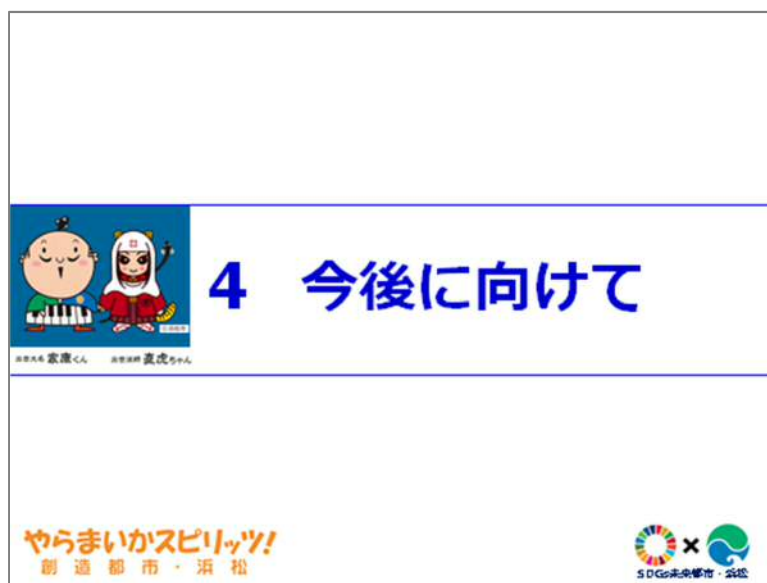 4 今後に向けて
出世大名 家康くん 出世法師 直虎ちゃん
やらまいかスピリッツ!
創造都市・浜松
SDGs未来都市・浜松